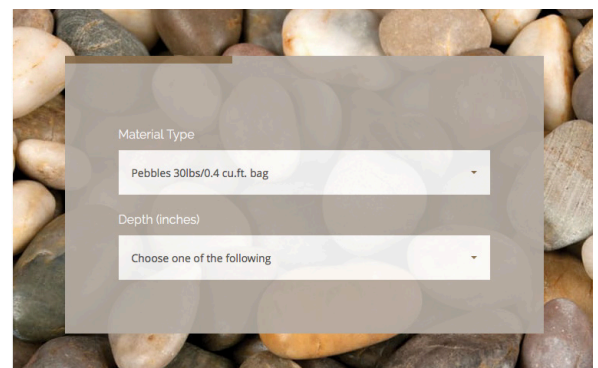 Material Type
Pebbles 30lbs/0.4 cu.ft. bag
Depth (inches)
Choose one of the following